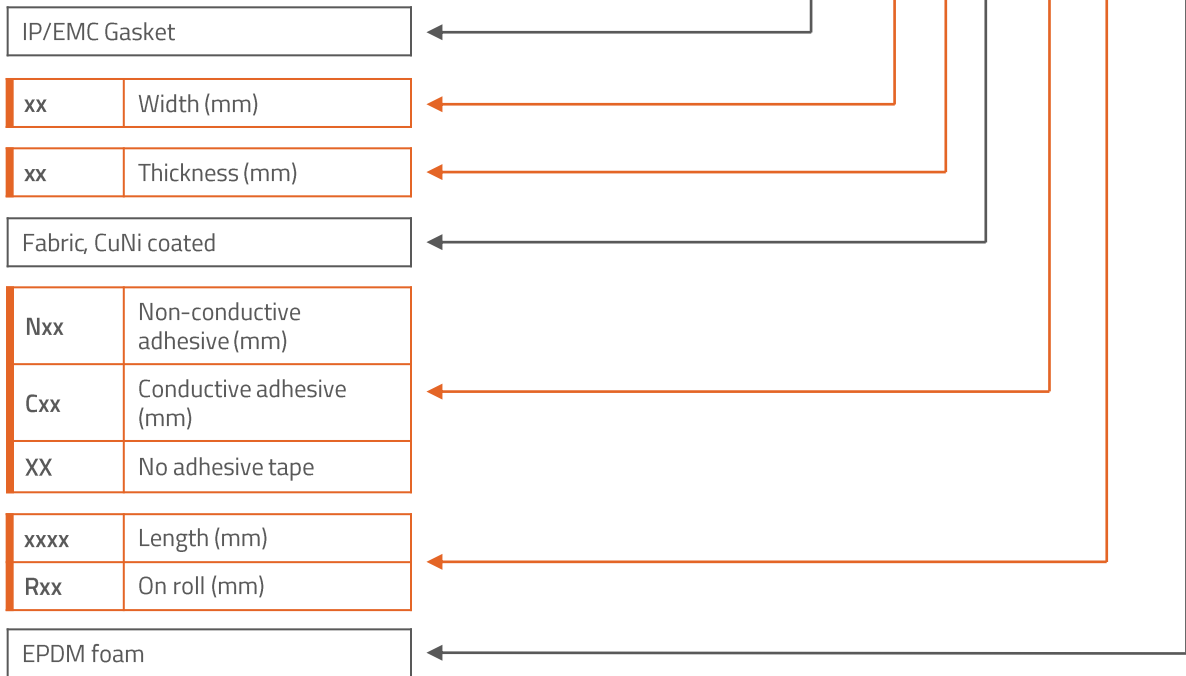 IP/EMC Gasket
xx Width (mm)
xx Thickness (mm)
Fabric, CuNi coated
Nxx Non-conductive
adhesive (mm)
Cxx Conductive adhesive
(mm)
XX No adhesive tape
xxxx Length (mm)
Rxx On roll (mm)
EPDM foam